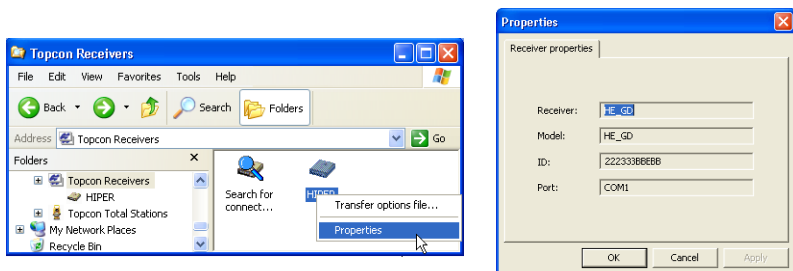 Topcon Receivers
File Edit View Favorites Tools Help
Back Search Folders
Address Topcon Receivers Go
Folders
Topcon Receivers
HIPER
Topcon Total Stations
My Network Places
Recycle Bin
Search for
connect...
HIPER
Transfer options file...
Properties
Properties
Receiver properties
Receiver: HE_GD
Model: HE_GD
ID: 222333BBEBB
Port: COM1
OK Cancel Apply